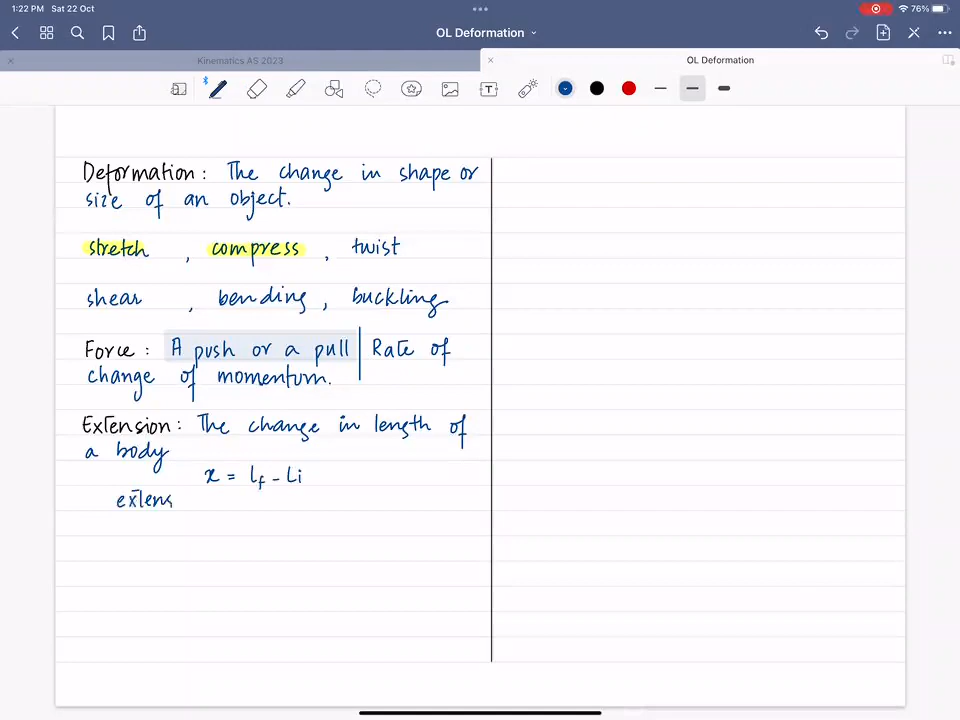 1:22 PM Sat 22 Oct
76%
OL Deformation
Kinematics AS 2023
OL Deformation
T
Deformation: The change in shape or
size of an object.
stretch, compress, twist
shear, bending, buckling
Force: A push or a pull | Rate of
change of momentum.
Extension: The change in length of
a body
x = Lf - Li
extens